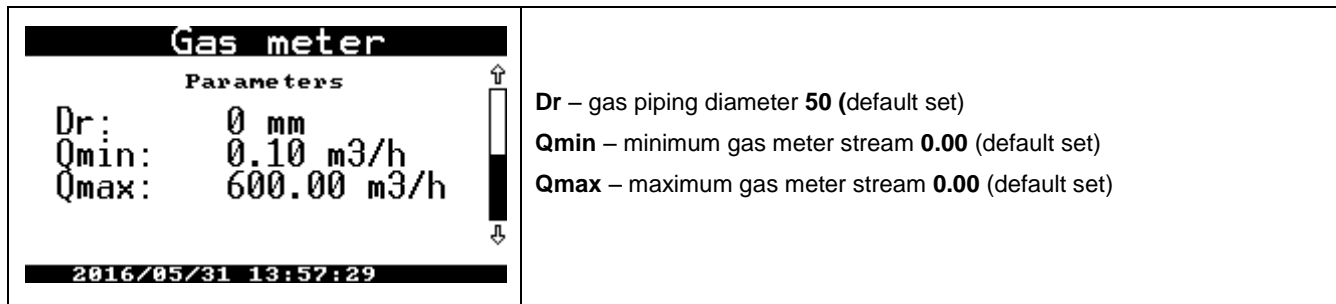 Gas meter
Parameters
Dr: 0 mm
Qmin: 0.10 m3/h
Qmax: 600.00 m3/h
2016/05/31 13:57:29
Dr – gas piping diameter 50 (default set)
Qmin – minimum gas meter stream 0.00 (default set)
Qmax – maximum gas meter stream 0.00 (default set)